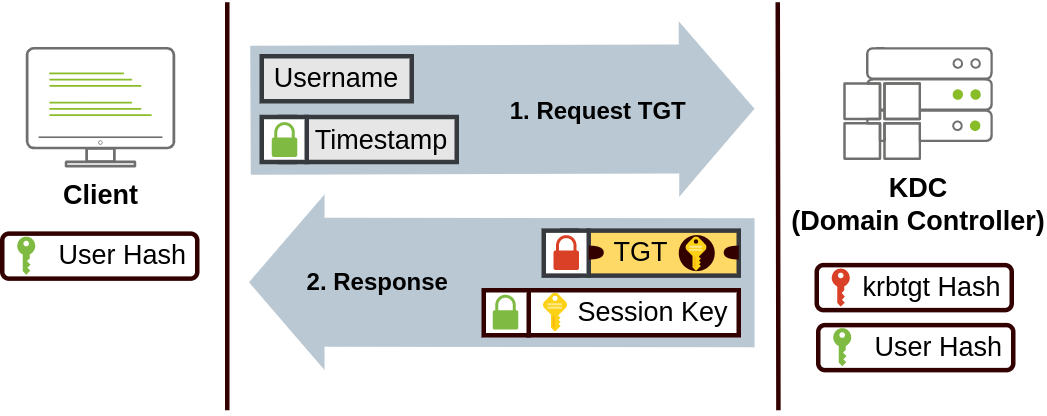 Username
Timestamp
1. Request TGT
Client
User Hash
KDC
(Domain Controller)
TGT
2. Response
Session Key
krbtgt Hash
User Hash